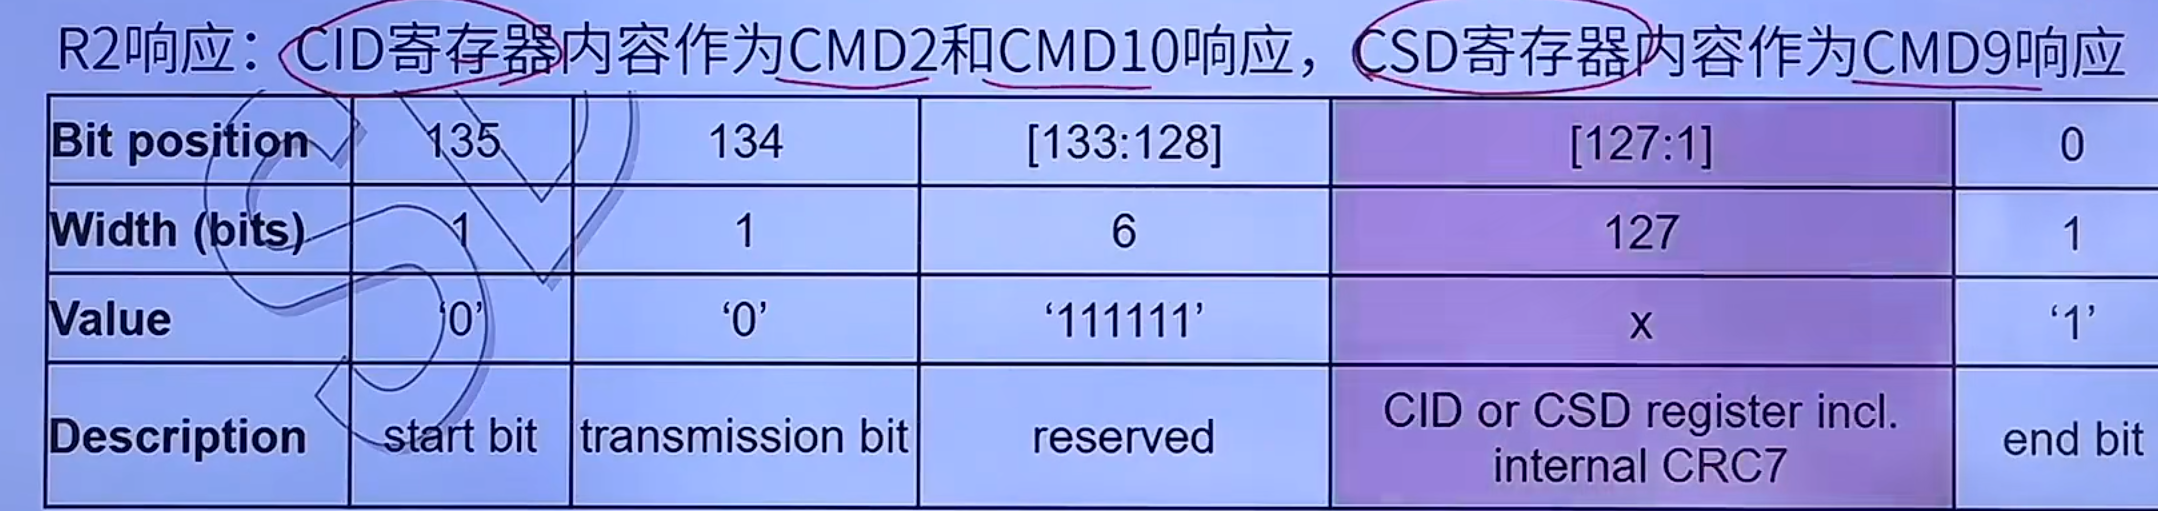 R2响应：CID寄存器内容作为CMD2和CMD10响应，CSD寄存器内容作为CMD9响应
Bit position 135 134 [133:128] [127:1] 0
Width (bits) 1 1 6 127 1
Value ‘0’ ‘0’ ‘111111’ x ‘1’
Description start bit transmission bit reserved CID or CSD register incl. internal CRC7 end bit